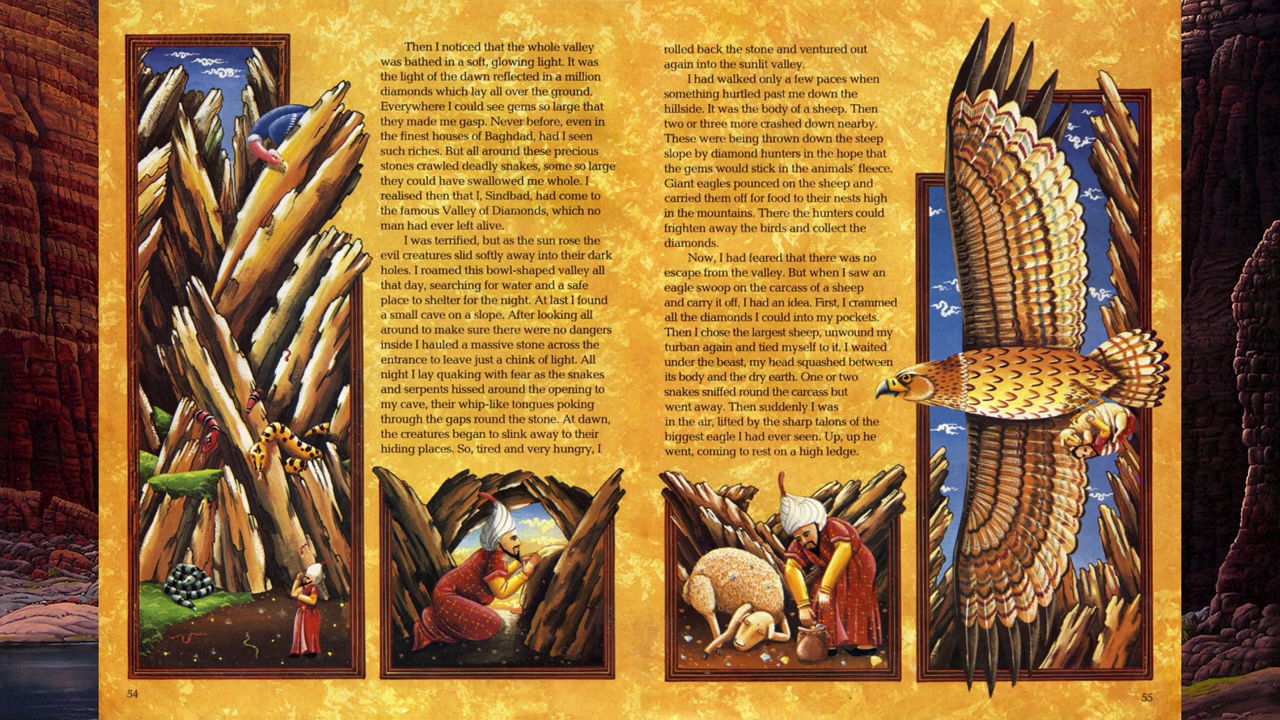 Then I noticed that the whole valley
was bathed in a soft, glowing light. It was
the light of the dawn reflected in a million
diamonds which lay all over the ground.
Everywhere I could see gems so large that
they made me gasp. Never before, even in
the finest houses of Baghdad, had I seen
such riches. But all around these precious
stones crawled deadly snakes, some so large
they could have swallowed me whole. I
realised then that I, Sindbad, had come to
the famous Valley of Diamonds, which no
man had ever left alive.
I was terrified, but as the sun rose the
evil creatures slid softly away into their dark
holes. I roamed this bowl-shaped valley all
that day, searching for water and a safe
place to shelter for the night. At last I found
a small cave on a slope. After looking all
around to make sure there were no dangers
inside I hauled a massive stone across the
entrance to leave just a chink of light. All
night I lay quaking with fear as the snakes
and serpents hissed around the opening to
my cave, their whip-like tongues poking
through the gaps round the stone. At dawn,
the creatures began to slink away to their
hiding places. So, tired and very hungry, I
54
rolled back the stone and ventured out
again into the sunlit valley.
I had walked only a few paces when
something hurtled past me down the
hillside. It was the body of a sheep. Then
two or three more crashed down nearby.
These were being thrown down the steep
slope by diamond hunters in the hope that
the gems would stick in the animals' fleece.
Giant eagles pounced on the sheep and
carried them off for food to their nests high
in the mountains. There the hunters could
frighten away the birds and collect the
diamonds.
Now, I had feared that there was no
escape from the valley. But when I saw an
eagle swoop on the carcass of a sheep
and carry it off, I had an idea. First, I crammed
all the diamonds I could into my pockets.
Then I chose the largest sheep, unwound my
turban again and tied myself to it. I waited
under the beast, my head squashed between
its body and the dry earth. One or two
snakes sniffed round the carcass but
went away. Then suddenly I was
in the air, lifted by the sharp talons of the
biggest eagle I had ever seen. Up, up he
went, coming to rest on a high ledge.
55